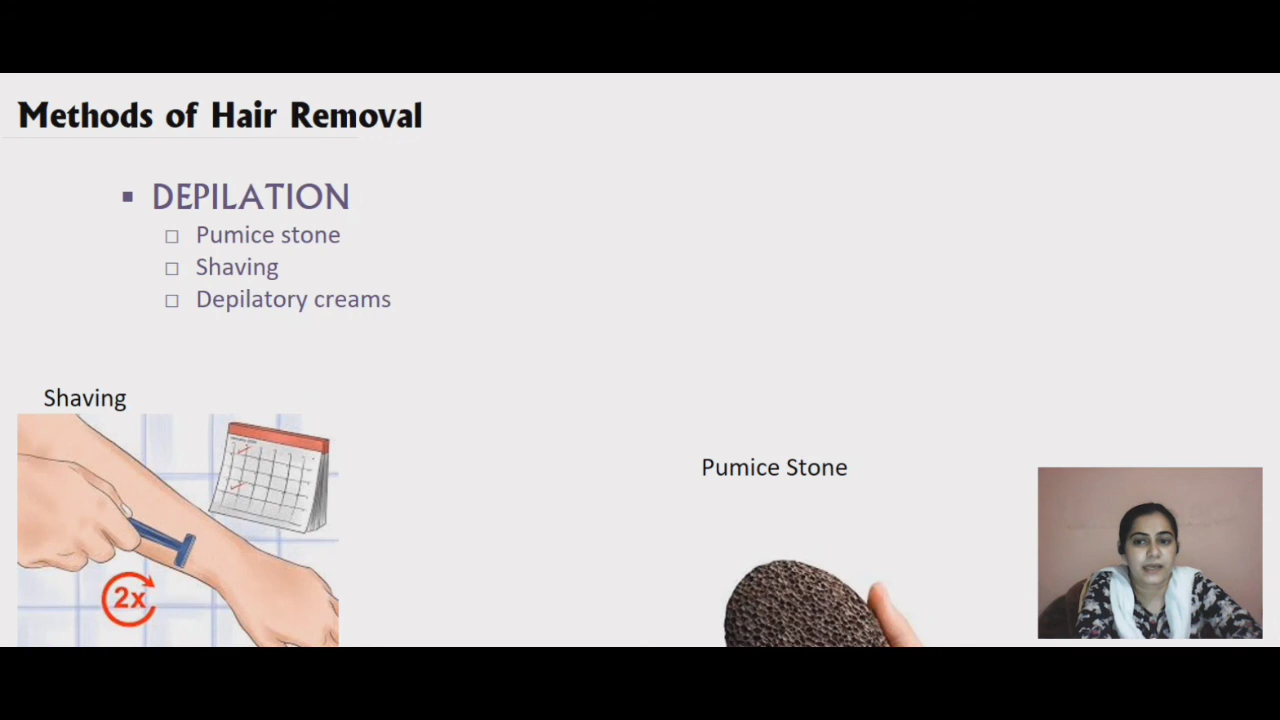 Methods of Hair Removal
DEPILATION
Pumice stone
Shaving
Depilatory creams
Shaving
Pumice Stone
2x